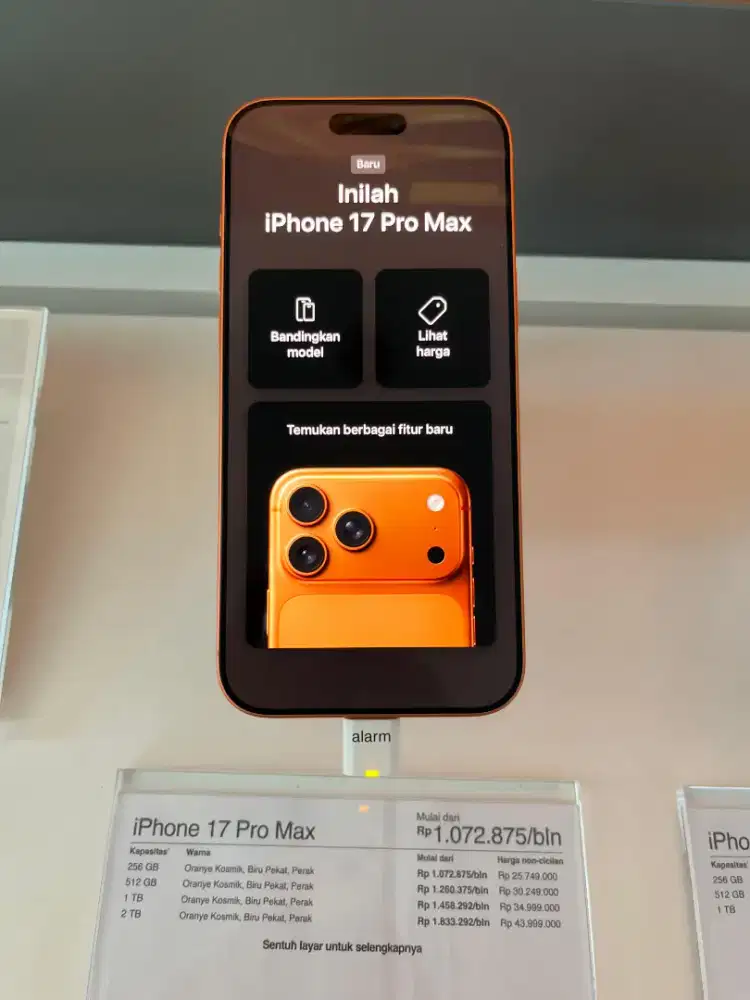 Baru
Inilah
iPhone 17 Pro Max
Bandingkan
model
Lihat
harga
Temukan berbagai fitur baru
alarm
iPhone 17 Pro Max
Mulai dari
Rp 1.072.875/bln
Kapasitas Warna Mulai dari Harga non-cicilan
256 GB Oranye Kosmik, Biru Pekat, Perak Rp 1.072.875/bln Rp 25.749.000
512 GB Oranye Kosmik, Biru Pekat, Perak Rp 1.260.375/bln Rp 30.249.000
1 TB Oranye Kosmik, Biru Pekat, Perak Rp 1.458.292/bln Rp 34.999.000
2 TB Oranye Kosmik, Biru Pekat, Perak Rp 1.833.292/bln Rp 43.999.000
Sentuh layar untuk selengkapnya
iPho
Kapasitas
256 GB
512 GB
1 TB